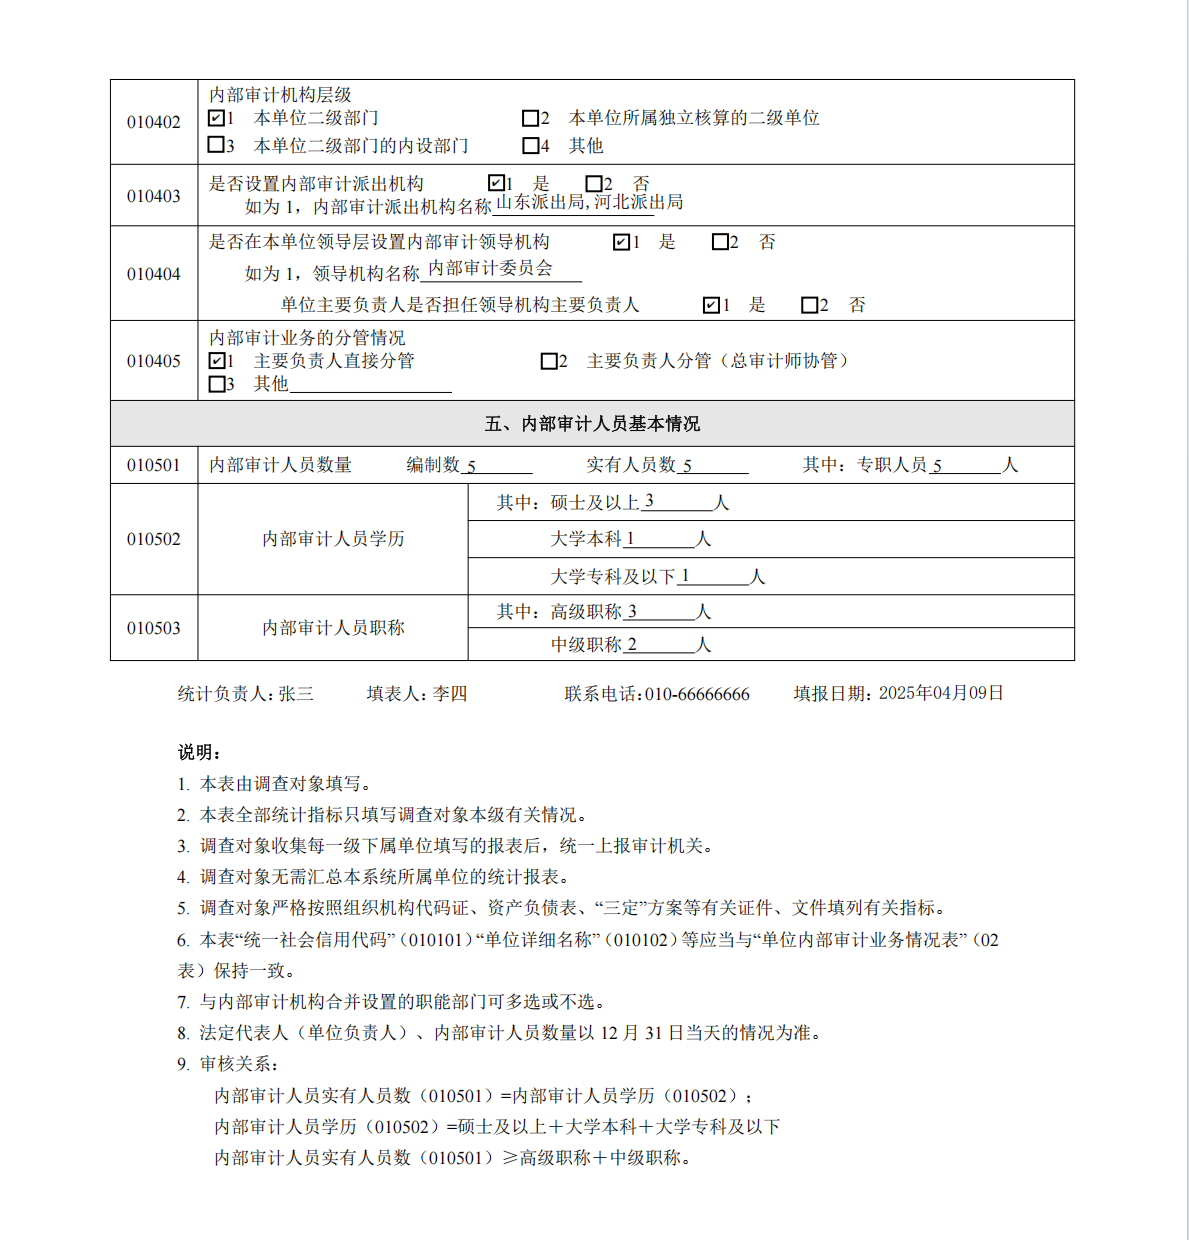 010402
内部审计机构层级
☑1 本单位二级部门 □2 本单位所属独立核算的二级单位
□3 本单位二级部门的内设部门 □4 其他
010403
是否设置内部审计派出机构 ☑1 是 □2 否
如为 1，内部审计派出机构名称 山东派出局,河北派出局
010404
是否在本单位领导层设置内部审计领导机构 ☑1 是 □2 否
如为 1，领导机构名称 内部审计委员会
单位主要负责人是否担任领导机构主要负责人 ☑1 是 □2 否
010405
内部审计业务的分管情况
☑1 主要负责人直接分管 □2 主要负责人分管（总审计师协管）
□3 其他
五、内部审计人员基本情况
010501 内部审计人员数量 编制数 5 实有人员数 5 其中：专职人员 5 人
010502 内部审计人员学历
其中：硕士及以上 3 人
大学本科 1 人
大学专科及以下 1 人
010503 内部审计人员职称
其中：高级职称 3 人
中级职称 2 人
统计负责人：张三 填表人：李四 联系电话：010-66666666 填报日期：2025年04月09日
说明：
1. 本表由调查对象填写。
2. 本表全部统计指标只填写调查对象本级有关情况。
3. 调查对象收集每一级下属单位填写的报表后，统一上报审计机关。
4. 调查对象无需汇总本系统所属单位的统计报表。
5. 调查对象严格按照组织机构代码证、资产负债表、“三定”方案等有关证件、文件填列有关指标。
6. 本表“统一社会信用代码”（010101）“单位详细名称”（010102）等应当与“单位内部审计业务情况表”（02
表）保持一致。
7. 与内部审计机构合并设置的职能部门可多选或不选。
8. 法定代表人（单位负责人）、内部审计人员数量以 12 月 31 日当天的情况为准。
9. 审核关系：
内部审计人员实有人员数（010501）=内部审计人员学历（010502）；
内部审计人员学历（010502）=硕士及以上＋大学本科＋大学专科及以下
内部审计人员实有人员数（010501）≥高级职称＋中级职称。